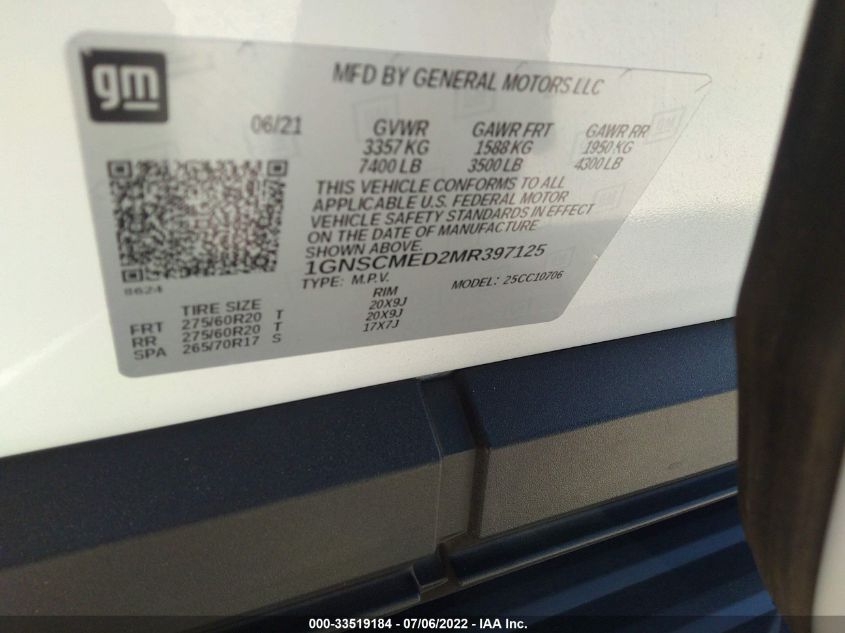 gm
MFD BY GENERAL MOTORS LLC
06/21 GVWR GAWR FRT GAWR RR
3357 KG 1588 KG 1950 KG
7400 LB 3500 LB 4300 LB
THIS VEHICLE CONFORMS TO ALL
APPLICABLE U.S. FEDERAL MOTOR
VEHICLE SAFETY STANDARDS IN EFFECT
ON THE DATE OF MANUFACTURE
SHOWN ABOVE.
1GNSCMED2MR397125
TYPE: M.P.V. MODEL: 25CC10706
8624
TIRE SIZE RIM
FRT 275/60R20 T 20X9J
RR 275/60R20 T 20X9J
SPA 265/70R17 S 17X7J
000-33519184 - 07/06/2022 - IAA Inc.